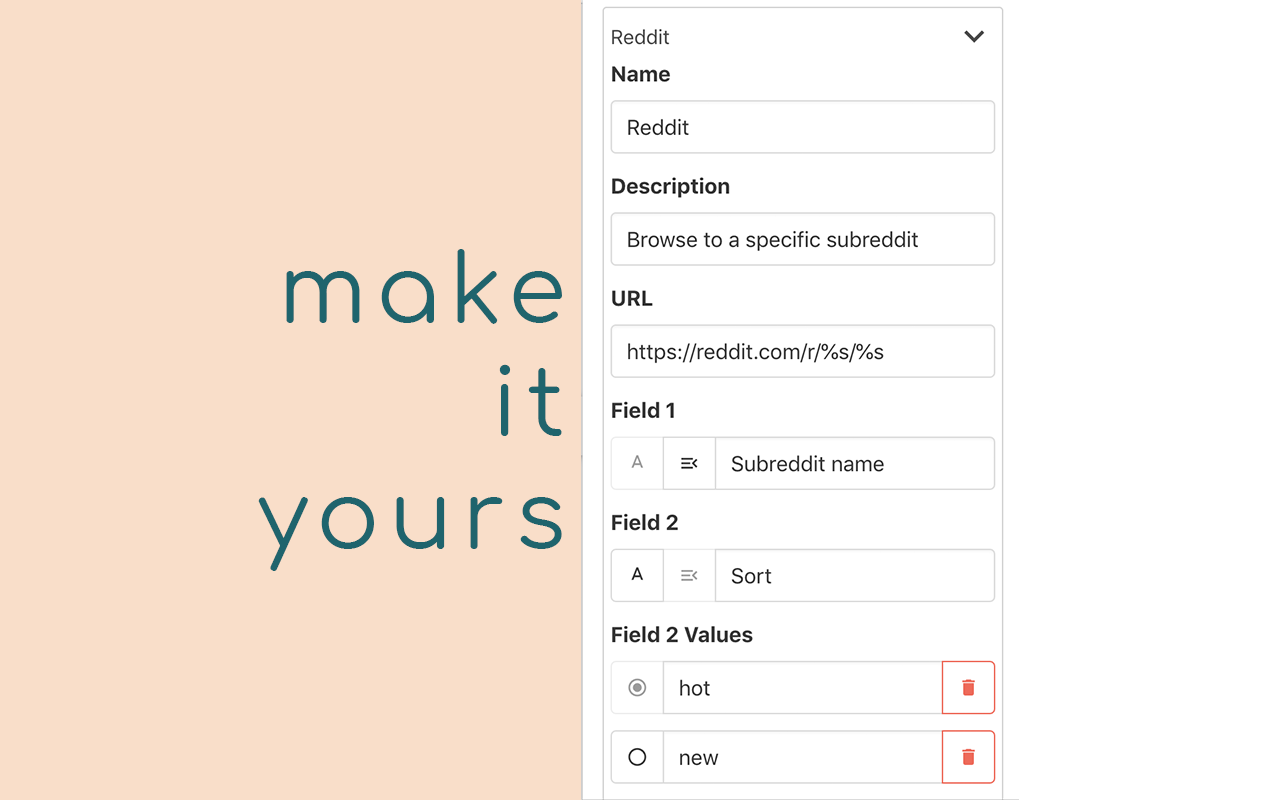 make
it
yours
Reddit
Name
Reddit
Description
Browse to a specific subreddit
URL
https://reddit.com/r/%s/%s
Field 1
A
Subreddit name
Field 2
A
Sort
Field 2 Values
hot
new